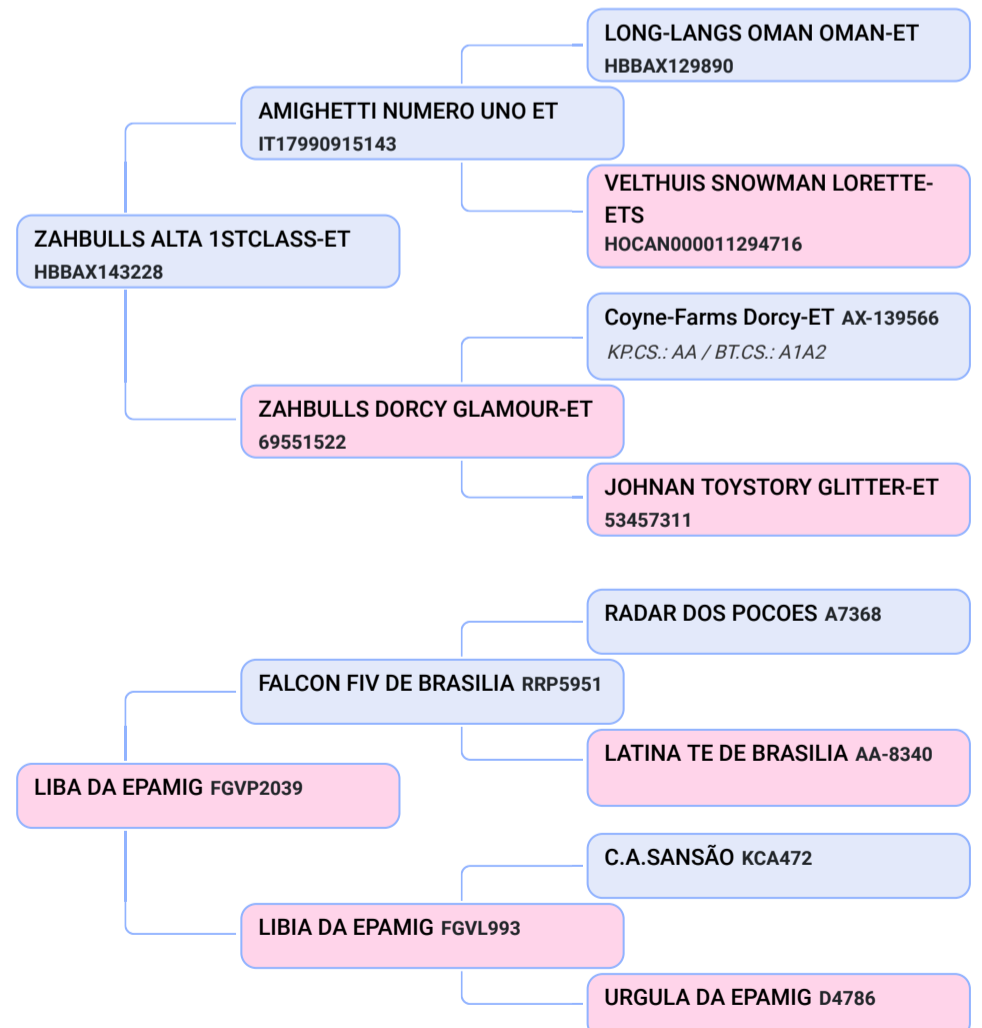 LONG-LANGS OMAN OMAN-ET
HBBAX129890
AMIGHETTI NUMERO UNO ET
IT17990915143
VELTHUIS SNOWMAN LORETTE-
ETS
HOCAN000011294716
ZAHBULLS ALTA 1STCLASS-ET
HBBAX143228
Coyne-Farms Dorcy-ET AX-139566
KP.CS.: AA / BT.CS.: A1A2
ZAHBULLS DORCY GLAMOUR-ET
69551522
JOHNAN TOYSTORY GLITTER-ET
53457311
RADAR DOS POCOES A7368
FALCON FIV DE BRASILIA RRP5951
LATINA TE DE BRASILIA AA-8340
LIBA DA EPAMIG FGVP2039
C.A.SANSÃO KCA472
LIBIA DA EPAMIG FGVL993
URGULA DA EPAMIG D4786